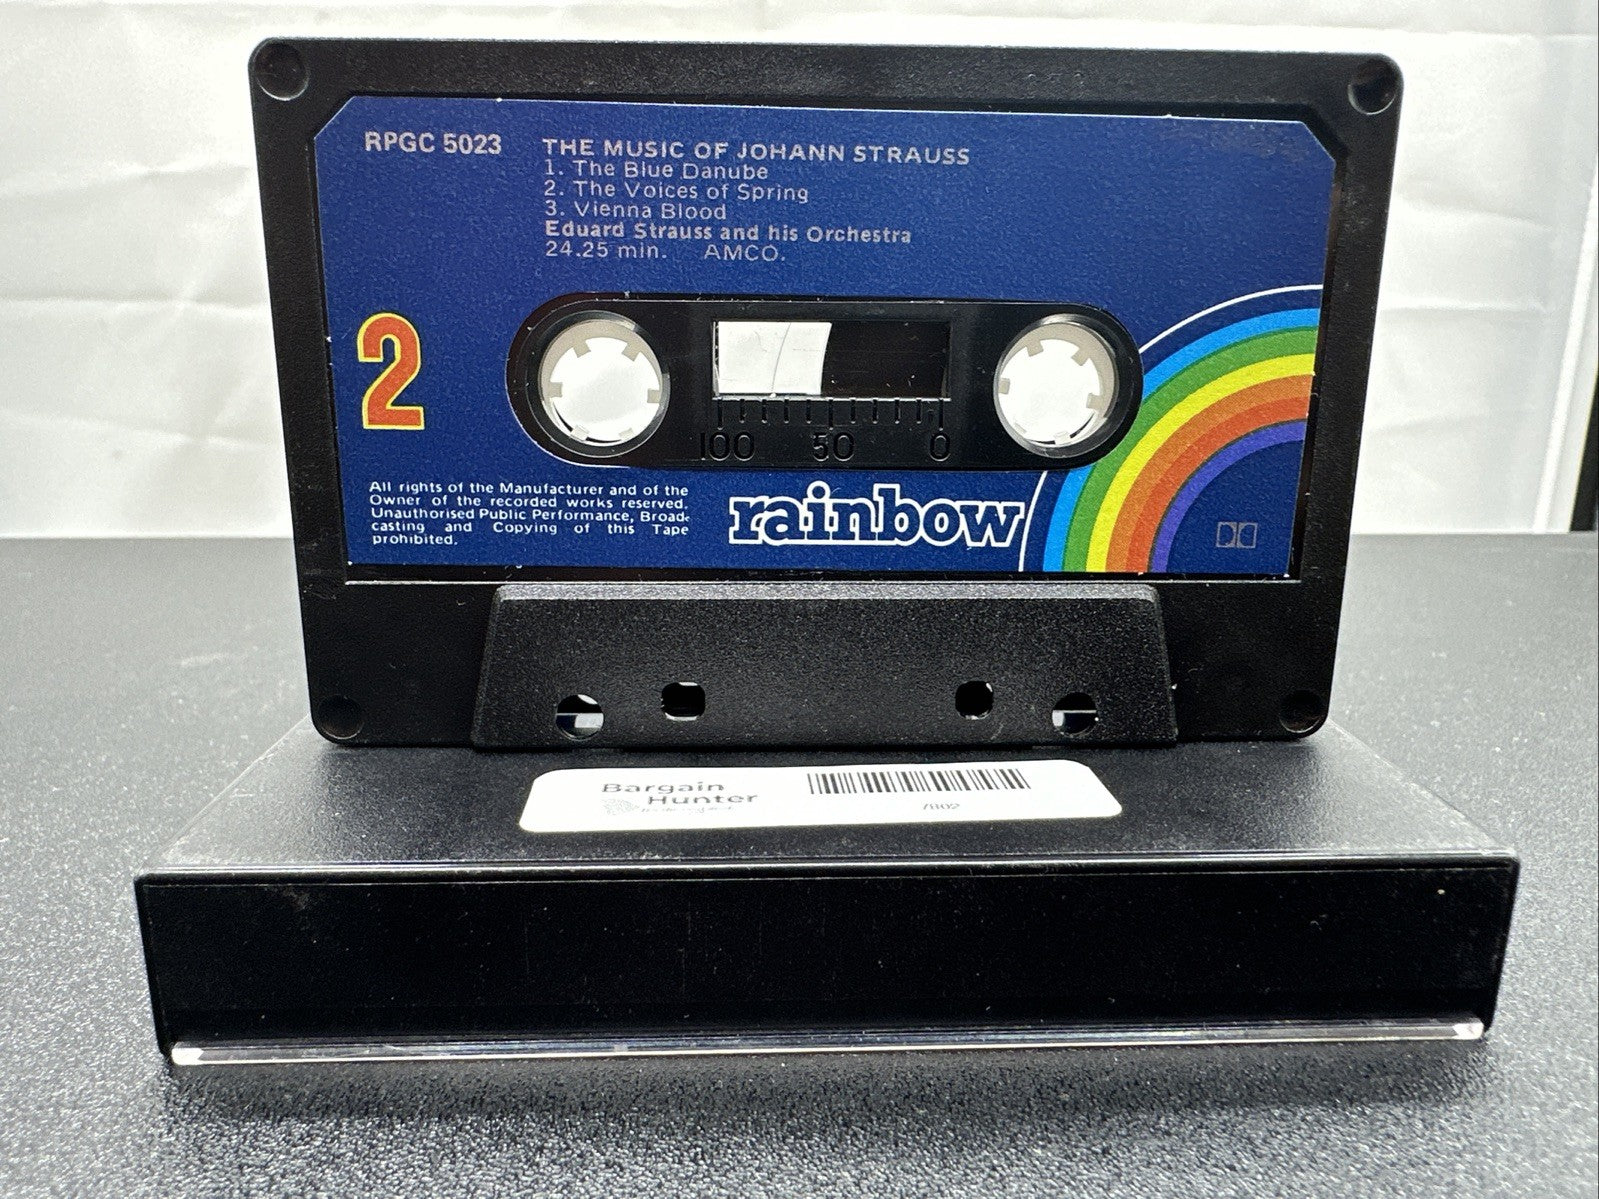 RPGC 5023
THE MUSIC OF JOHANN STRAUSS
1. The Blue Danube
2. The Voices of Spring
3. Vienna Blood
Eduard Strauss and his Orchestra
24.25 min. AMCO.
2
100 50 0
All rights of the Manufacturer and of the
Owner of the recorded works reserved.
Unauthorised Public Performance, Broad-
casting and Copying of this Tape
prohibited.
rainbow
Bargain
Hunter
7802